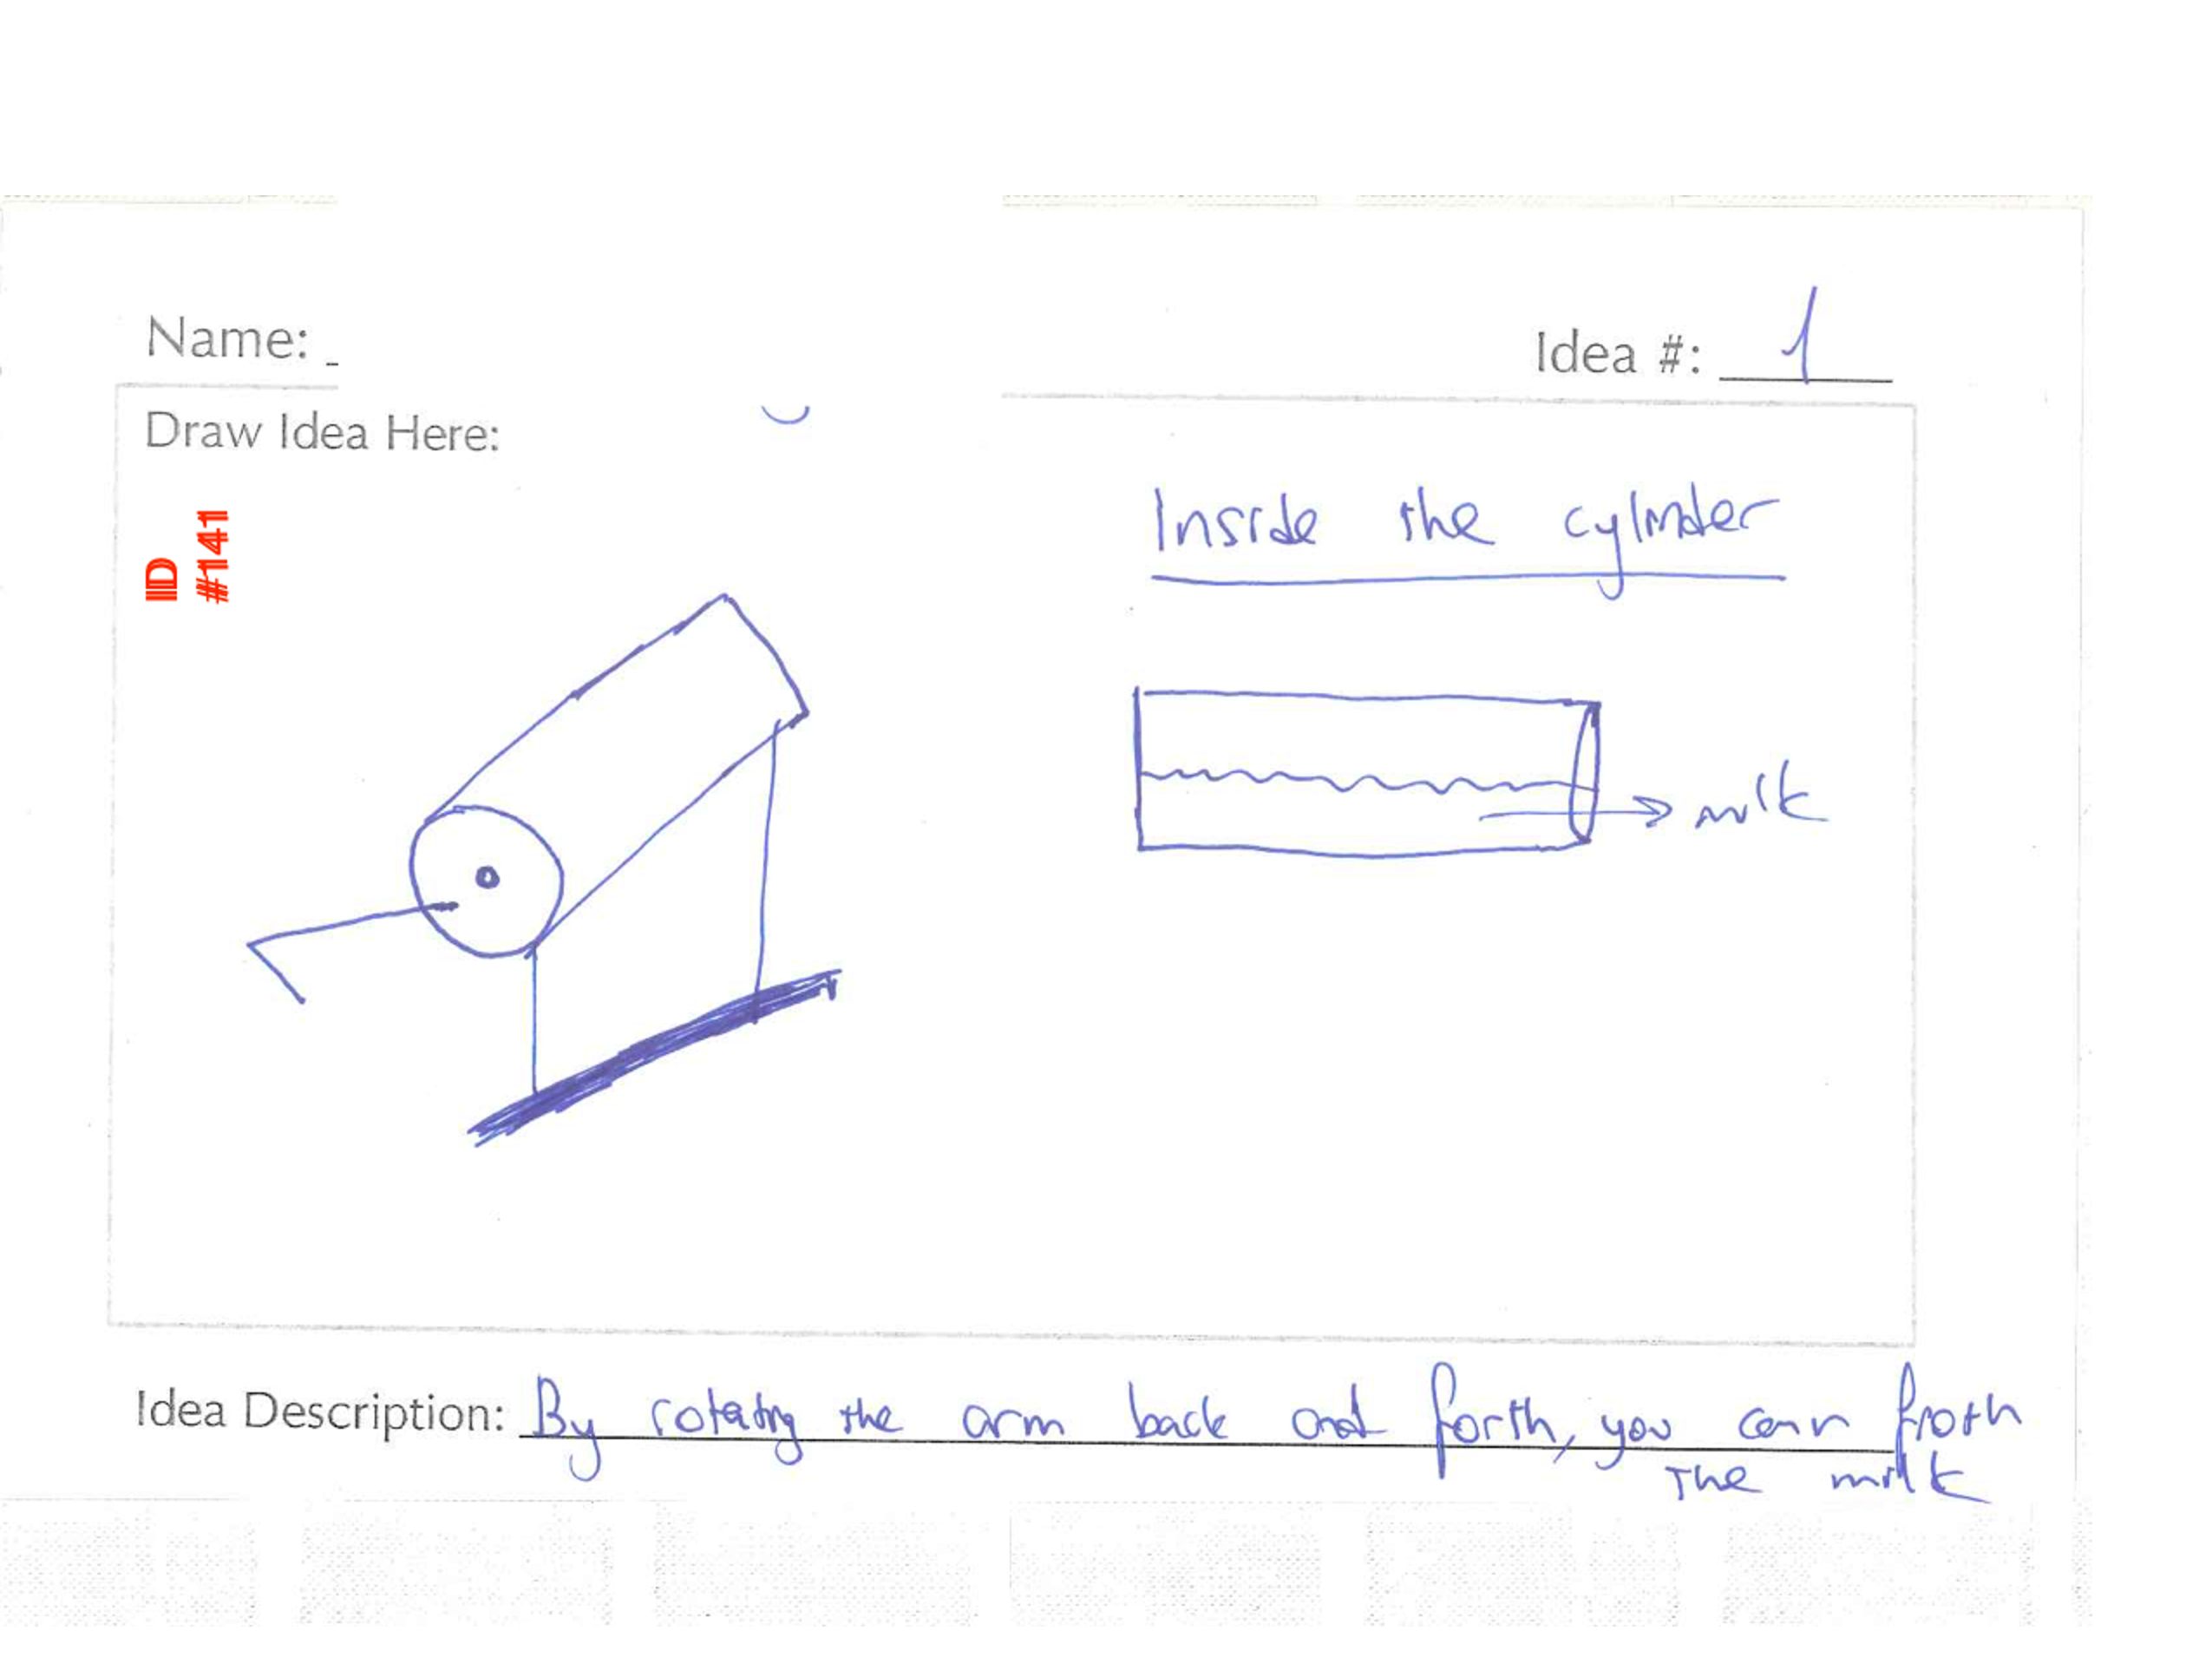 Name:
Idea #: 1
Draw Idea Here:
ID
#141
Inside the cylinder
milk
Idea Description: By rotating the arm back and forth, you can froth
the milk